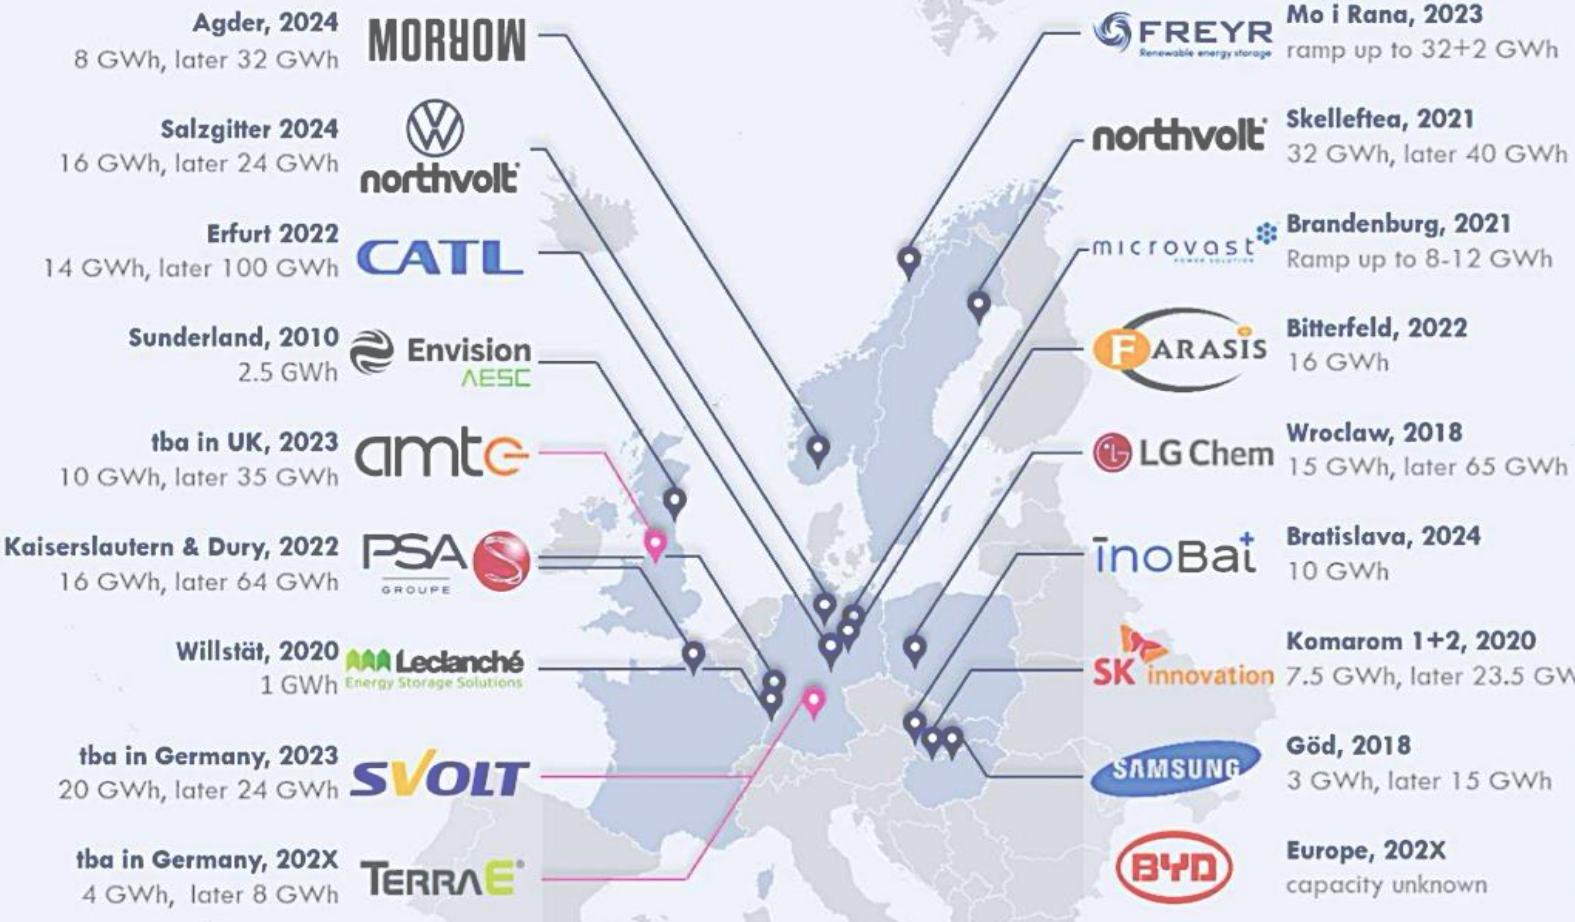 Agder, 2024
8 GWh, later 32 GWh
MORROW
Salzgitter 2024
16 GWh, later 24 GWh
VW
northvolt
Erfurt 2022
14 GWh, later 100 GWh
CATL
Sunderland, 2010
2.5 GWh
Envision
AESC
tba in UK, 2023
10 GWh, later 35 GWh
amte
Kaiserslautern & Dury, 2022
16 GWh, later 64 GWh
PSA
GROUPE
S
Willstät, 2020
1 GWh
Leclanché
Energy Storage Solutions
tba in Germany, 2023
20 GWh, later 24 GWh
SVOLT
tba in Germany, 202X
4 GWh, later 8 GWh
TERRAE®
FREYR
Renewable energy storage
Mo i Rana, 2023
ramp up to 32+2 GWh
northvolt
Skelleftea, 2021
32 GWh, later 40 GWh
microvast
POWER SOLUTION
Brandenburg, 2021
Ramp up to 8-12 GWh
FARASIS
Bitterfeld, 2022
16 GWh
LG Chem
Wroclaw, 2018
15 GWh, later 65 GWh
inoBat
Bratislava, 2024
10 GWh
SK innovation
Komarom 1+2, 2020
7.5 GWh, later 23.5 GW
SAMSUNG
Göd, 2018
3 GWh, later 15 GWh
BYD
Europe, 202X
capacity unknown